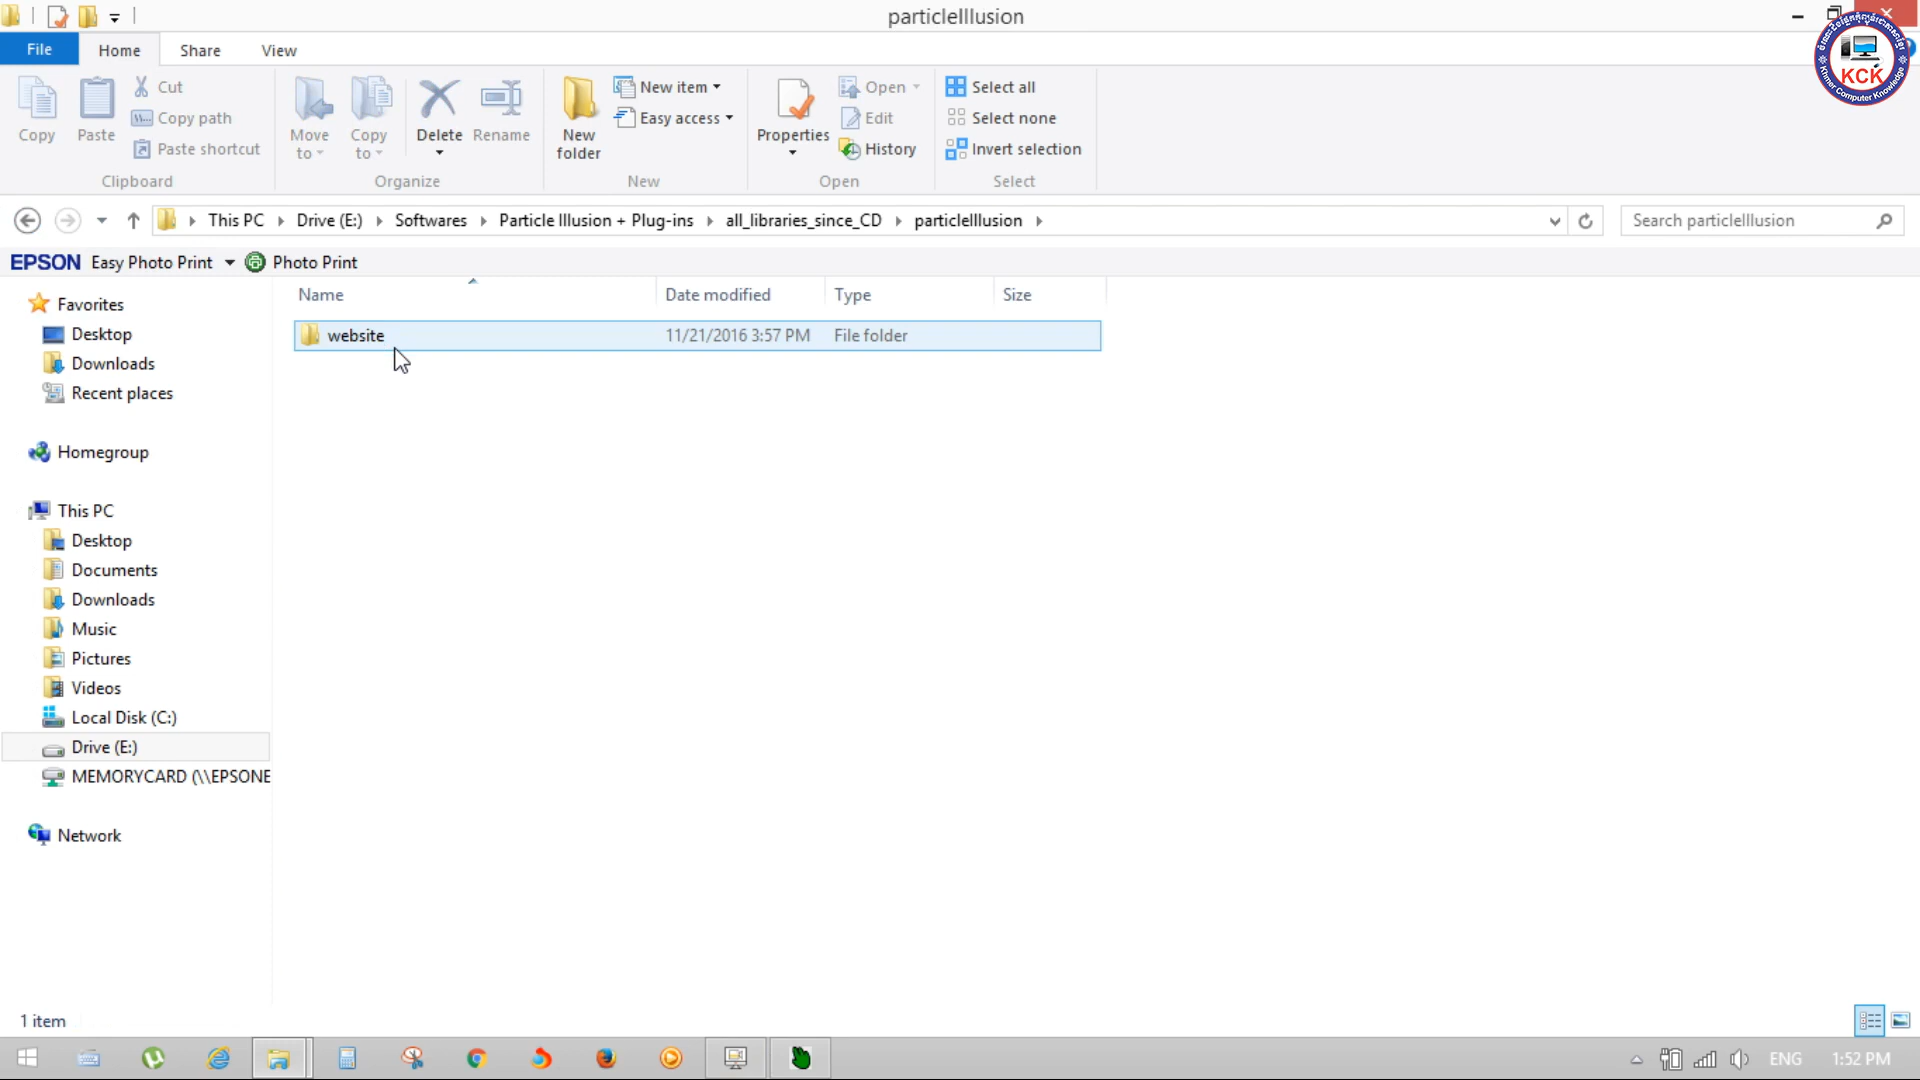 particleIllusion
File Home Share View
Copy
Paste
Cut
Copy path
Paste shortcut
Clipboard
Move to
Copy to
Delete
Rename
Organize
New folder
New item
Easy access
New
Properties
Open
Edit
History
Open
Select all
Select none
Invert selection
Select
KCK
Khmer Computer Knowledge
This PC Drive (E:) Softwares Particle Illusion + Plug-ins all_libraries_since_CD particleIllusion
Search particleIllusion
EPSON Easy Photo Print Photo Print
Name Date modified Type Size
website 11/21/2016 3:57 PM File folder
Favorites
Desktop
Downloads
Recent places
Homegroup
This PC
Desktop
Documents
Downloads
Music
Pictures
Videos
Local Disk (C:)
Drive (E:)
MEMORYCARD (\\EPSONE
Network
1 item
ENG 1:52 PM